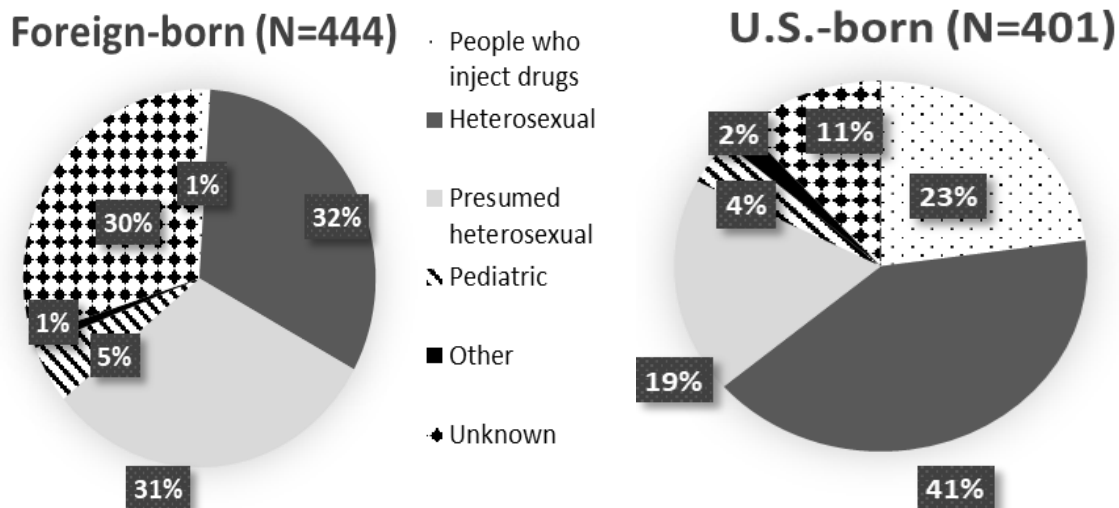 Foreign-born (N=444)
1%
32%
31%
5%
1%
30%
People who
inject drugs
Heterosexual
Presumed
heterosexual
Pediatric
Other
Unknown
U.S.-born (N=401)
23%
41%
19%
4%
2%
11%